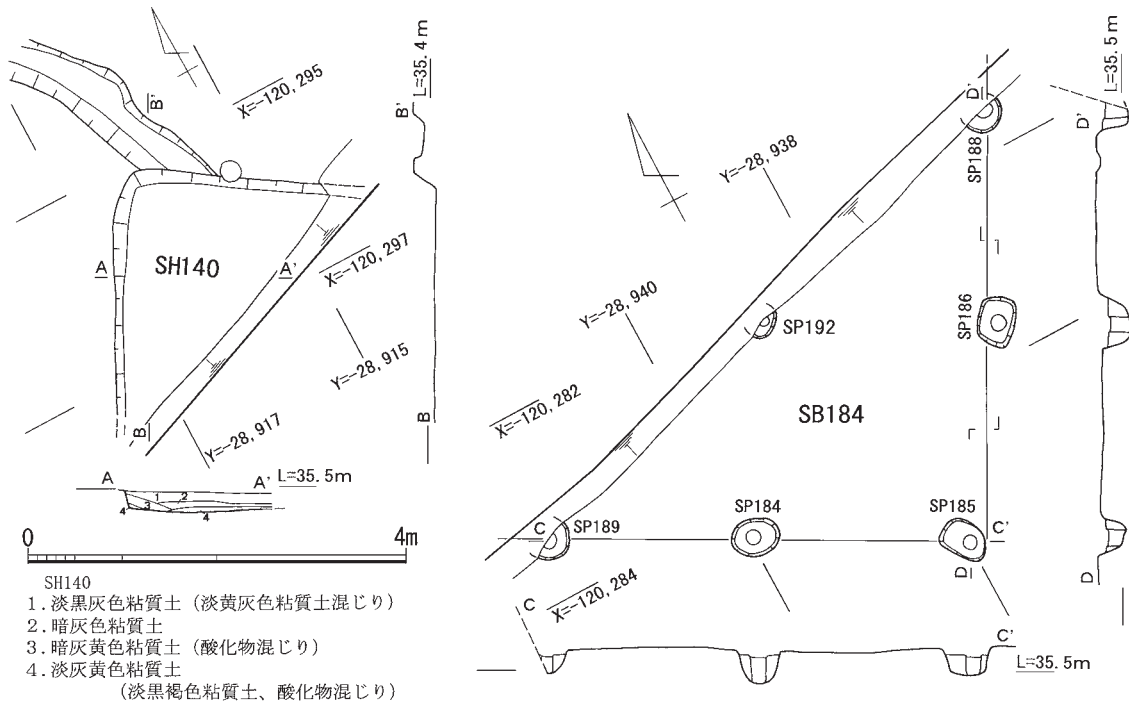 X=-120,295
B'
B'
L=35.4m
A
SH140
A'
X=-120,297
Y=-28,915
B
B
Y=-28,917
A
A'
L=35.5m
1
2
3
4
4
0
4m
SH140
1.淡黒灰色粘質土（淡黄灰色粘質土混じり）
2.暗灰色粘質土
3.暗灰黄色粘質土（酸化物混じり）
4.淡灰黄色粘質土
（淡黒褐色粘質土、酸化物混じり）
L=35.5m
D'
D'
SP188
Y=-28,938
SP186
SP192
Y=-28,940
SB184
X=-120,282
SP189
SP184
SP185
C
C'
D
D
X=-120,284
C
C'
L=35.5m